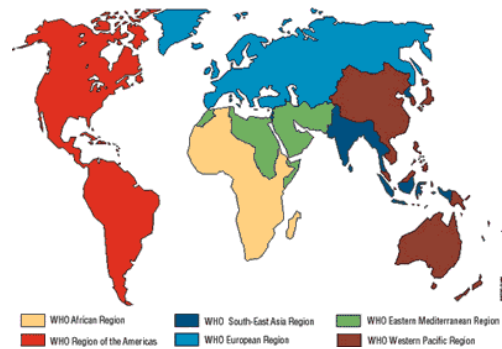 WHO African Region
WHO South-East Asia Region
WHO Eastern Mediterranean Region
WHO Region of the Americas
WHO European Region
WHO Western Pacific Region